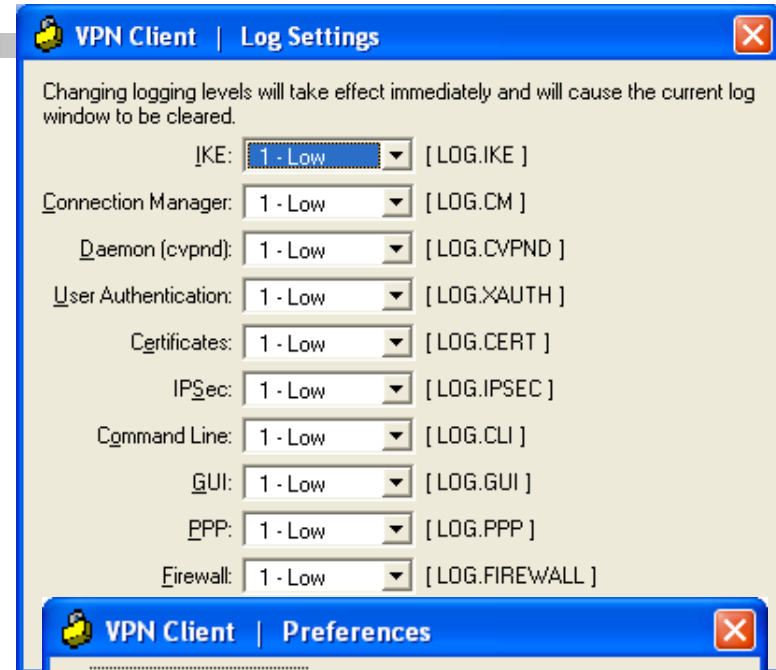 VPN Client | Log Settings
Changing logging levels will take effect immediately and will cause the current log
window to be cleared.
IKE: 1 - Low [ LOG.IKE ]
Connection Manager: 1 - Low [ LOG.CM ]
Daemon (cvpnd): 1 - Low [ LOG.CVPND ]
User Authentication: 1 - Low [ LOG.XAUTH ]
Certificates: 1 - Low [ LOG.CERT ]
IPSec: 1 - Low [ LOG.IPSEC ]
Command Line: 1 - Low [ LOG.CLI ]
GUI: 1 - Low [ LOG.GUI ]
PPP: 1 - Low [ LOG.PPP ]
Firewall: 1 - Low [ LOG.FIREWALL ]
VPN Client | Preferences